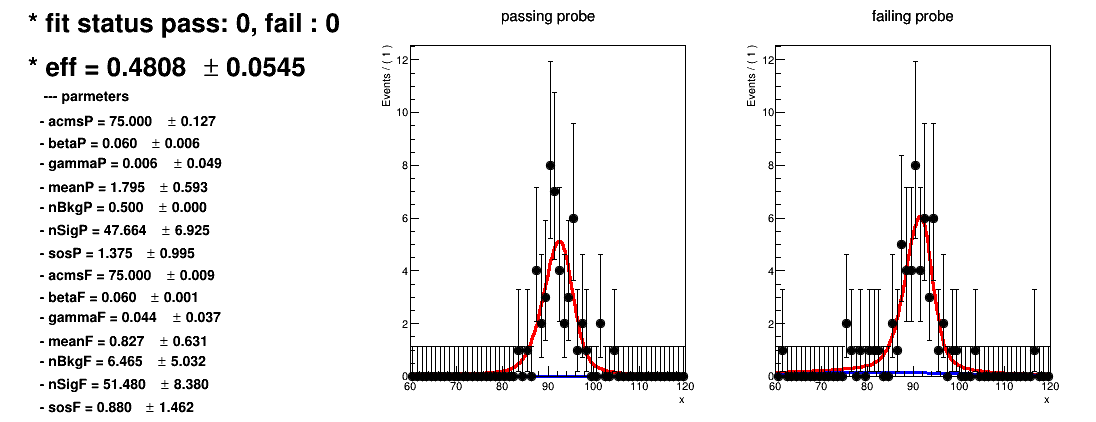 * fit status pass: 0, fail : 0
* eff = 0.4808 ± 0.0545
--- parmeters
- acmsP = 75.000 ± 0.127
- betaP = 0.060 ± 0.006
- gammaP = 0.006 ± 0.049
- meanP = 1.795 ± 0.593
- nBkgP = 0.500 ± 0.000
- nSigP = 47.664 ± 6.925
- sosP = 1.375 ± 0.995
- acmsF = 75.000 ± 0.009
- betaF = 0.060 ± 0.001
- gammaF = 0.044 ± 0.037
- meanF = 0.827 ± 0.631
- nBkgF = 6.465 ± 5.032
- nSigF = 51.480 ± 8.380
- sosF = 0.880 ± 1.462
passing probe
Events / ( 1 )
12
10
8
6
4
2
0
60 70 80 90 100 110 120
x
failing probe
Events / ( 1 )
12
10
8
6
4
2
0
60 70 80 90 100 110 120
x